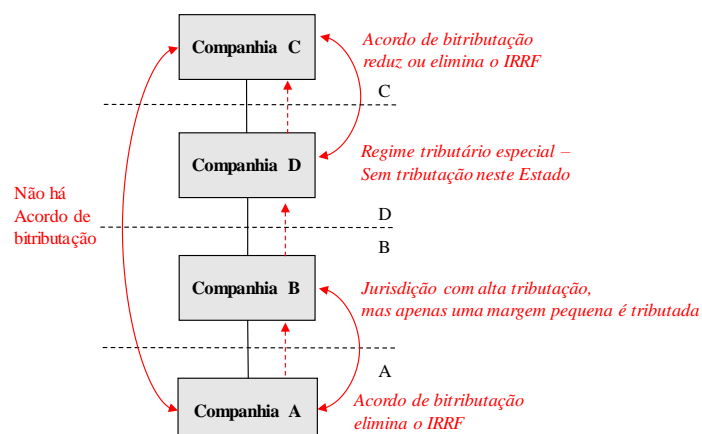 Companhia C
Acordo de bitributação
reduz ou elimina o IRRF
C
Companhia D
Regime tributário especial –
Sem tributação neste Estado
Não há
Acordo de
bitributação
D
B
Companhia B
Jurisdição com alta tributação,
mas apenas uma margem pequena é tributada
A
Companhia A
Acordo de bitributação
elimina o IRRF